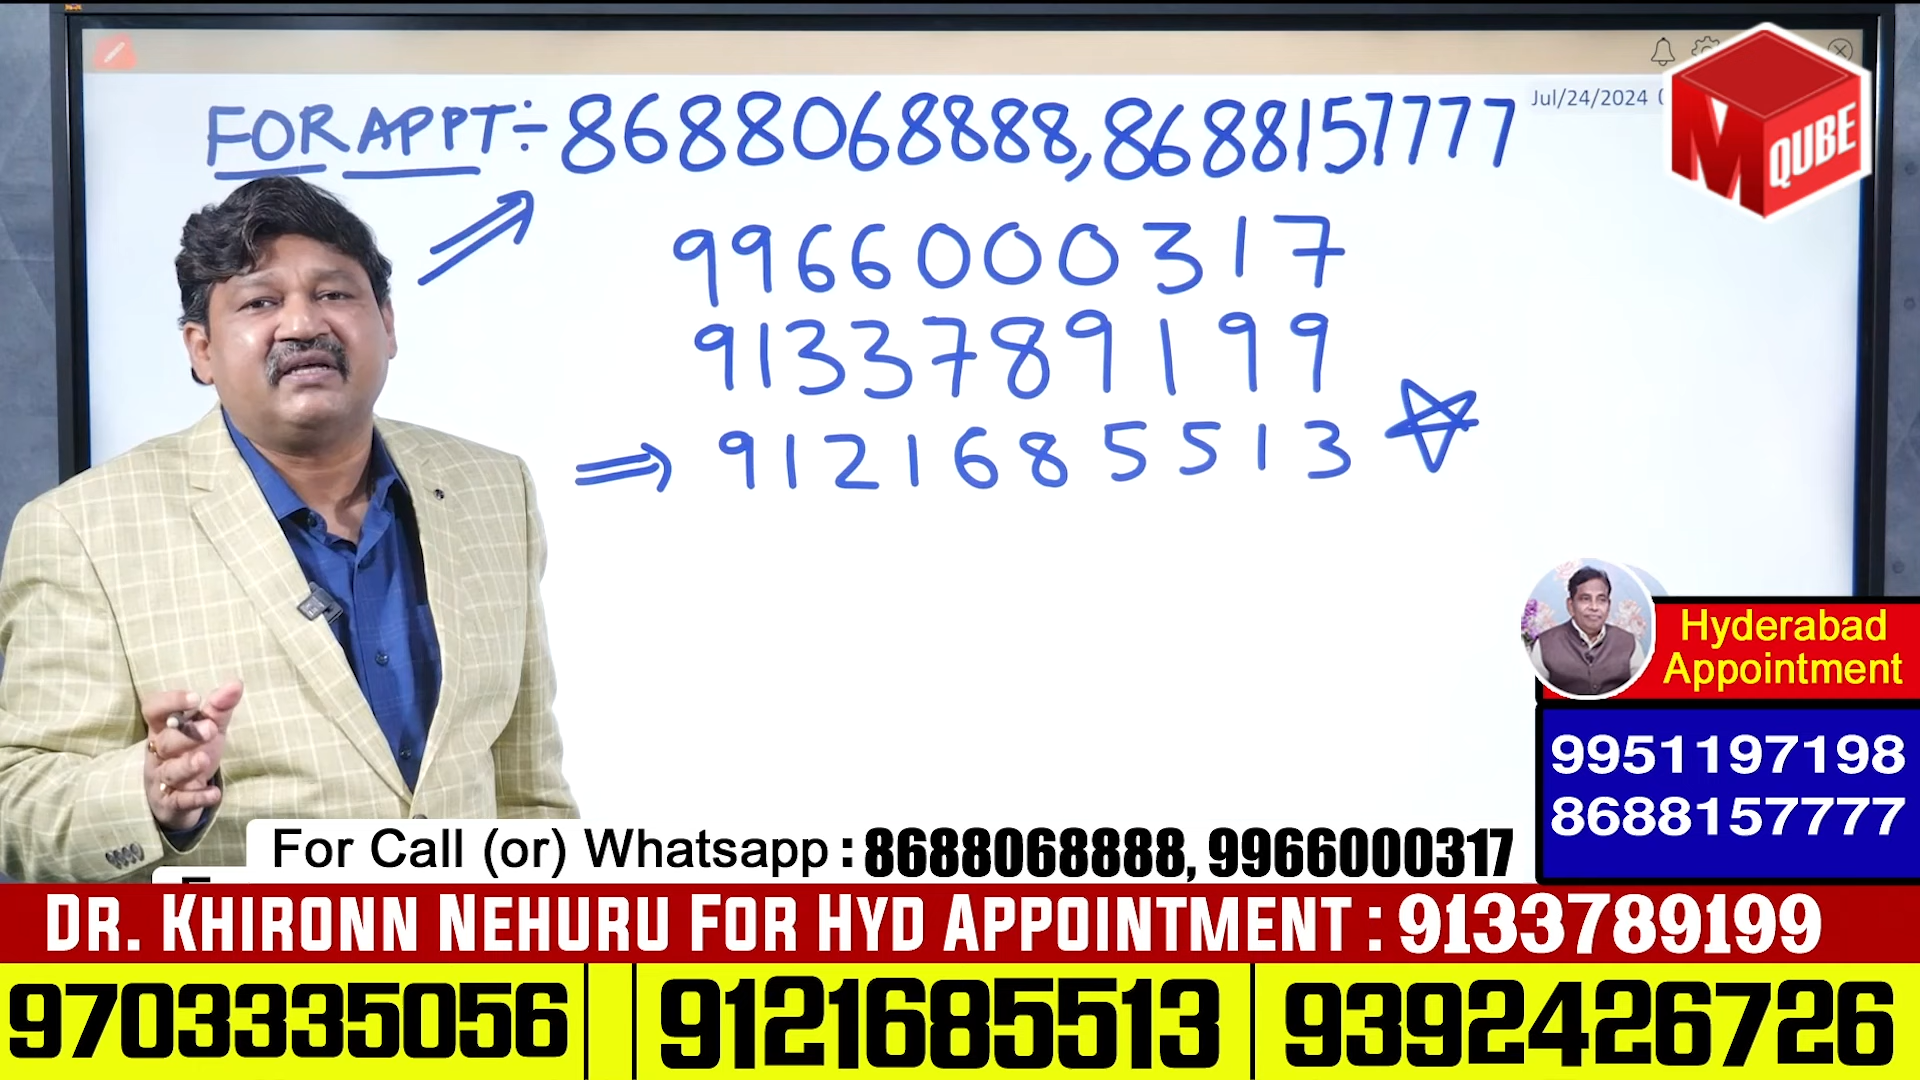 Jul/24/2024
FOR APPT:- 8688068888, 8688157777
9966000317
9133789199
⇒ 9121685513
MQUBE
Hyderabad
Appointment
9951197198
8688157777
For Call (or) Whatsapp : 8688068888, 9966000317
DR. KHIRONN NEHURU FOR HYD APPOINTMENT : 9133789199
9703335056 9121685513 9392426726